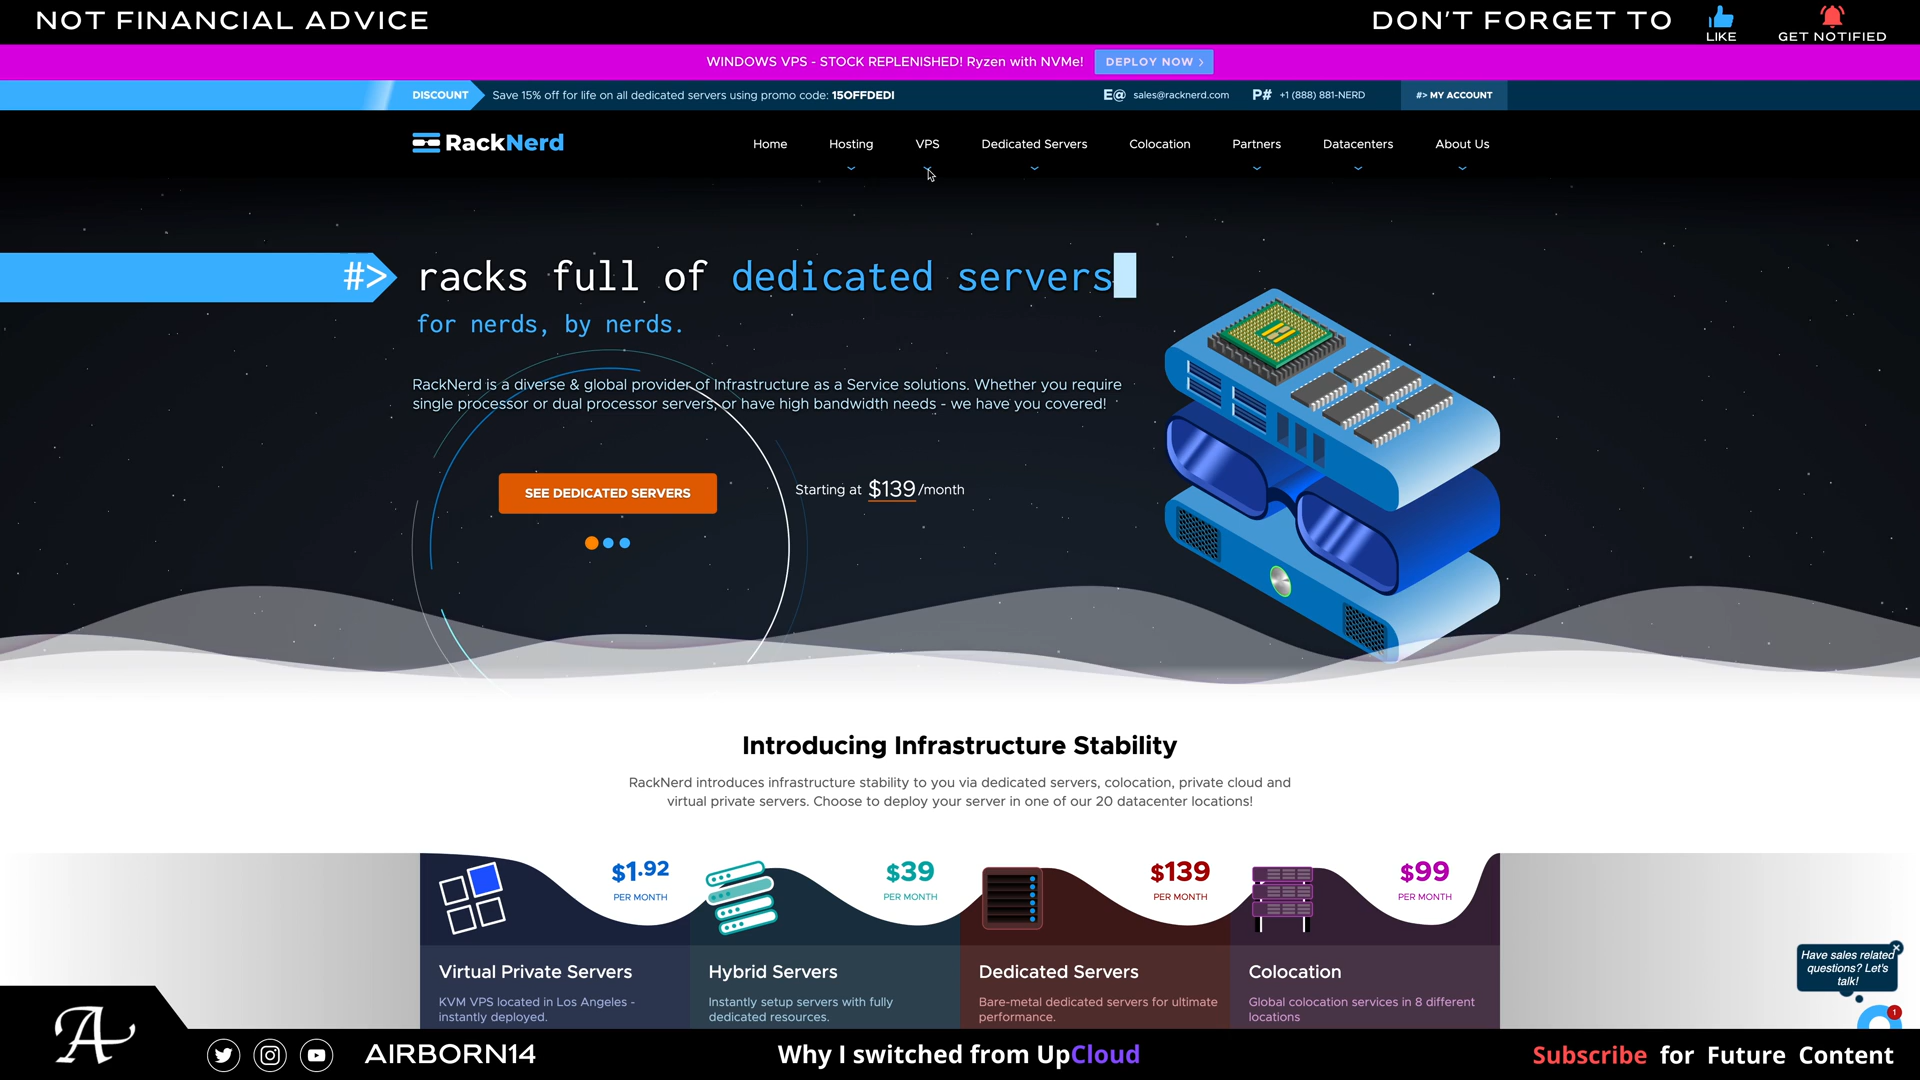 NOT FINANCIAL ADVICE
DON'T FORGET TO
LIKE
GET NOTIFIED
WINDOWS VPS - STOCK REPLENISHED! Ryzen with NVMe!
DEPLOY NOW >
DISCOUNT
Save 15% off for life on all dedicated servers using promo code: 15OFFDEDI
E@ sales@racknerd.com
P# +1 (888) 881-NERD
#> MY ACCOUNT
RackNerd
Home
Hosting
VPS
Dedicated Servers
Colocation
Partners
Datacenters
About Us
#> racks full of dedicated servers
for nerds, by nerds.
RackNerd is a diverse & global provider of Infrastructure as a Service solutions. Whether you require
single processor or dual processor servers, or have high bandwidth needs - we have you covered!
SEE DEDICATED SERVERS
Starting at $139/month
Introducing Infrastructure Stability
RackNerd introduces infrastructure stability to you via dedicated servers, colocation, private cloud and
virtual private servers. Choose to deploy your server in one of our 20 datacenter locations!
$1.92
PER MONTH
Virtual Private Servers
KVM VPS located in Los Angeles -
instantly deployed.
$39
PER MONTH
Hybrid Servers
Instantly setup servers with fully
dedicated resources.
$139
PER MONTH
Dedicated Servers
Bare-metal dedicated servers for ultimate
performance.
$99
PER MONTH
Colocation
Global colocation services in 8 different
locations
Have sales related
questions? Let's
talk!
1
A
AIRBORN14
Why I switched from UpCloud
Subscribe for Future Content